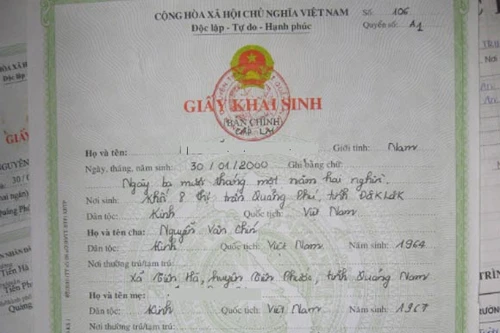 CỘNG HÒA XÃ HỘI CHỦ NGHĨA VIỆT NAM
Độc lập - Tự do - Hạnh phúc
Số: 106
Quyển số: A1
GIẤY KHAI SINH
(BẢN CHÍNH)
CẤP LẠI
Họ và tên: Giới tính: Nam
Ngày, tháng, năm sinh: 30/01/2000 Ghi bằng chữ:
Ngày ba mươi tháng một năm hai nghìn.
Nơi sinh: Khối 8 thị trấn Quảng Phú, tỉnh ĐăkLăk
Dân tộc: Kinh Quốc tịch: Việt Nam
Họ và tên cha: Nguyễn Văn Chín
Dân tộc: Kinh Quốc tịch: Việt Nam Năm sinh: 1964
Nơi thường trú/tạm trú:
Xã Tiên Hà, huyện Tiên Phước, tỉnh Quảng Nam
Họ và tên mẹ:
Dân tộc: Kinh Quốc tịch: Việt Nam Năm sinh: 1967
Nơi thường trú/tạm trú: